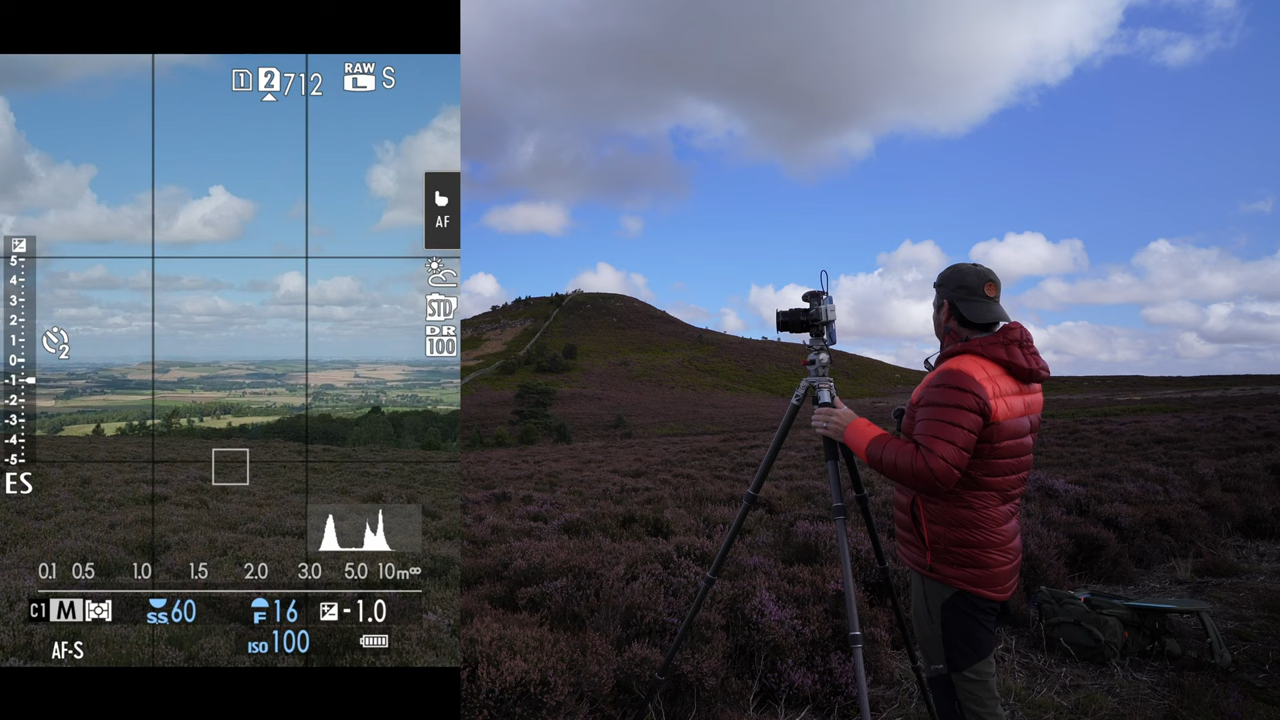 1 2 712 RAW L S
AF
5
4
3
2
1
0
-1
-2
-3
-4
-5
2
STD
DR
100
ES
0.1 0.5 1.0 1.5 2.0 3.0 5.0 10m∞
C1 M SS 60 F 16 -1.0
ISO 100
AF-S